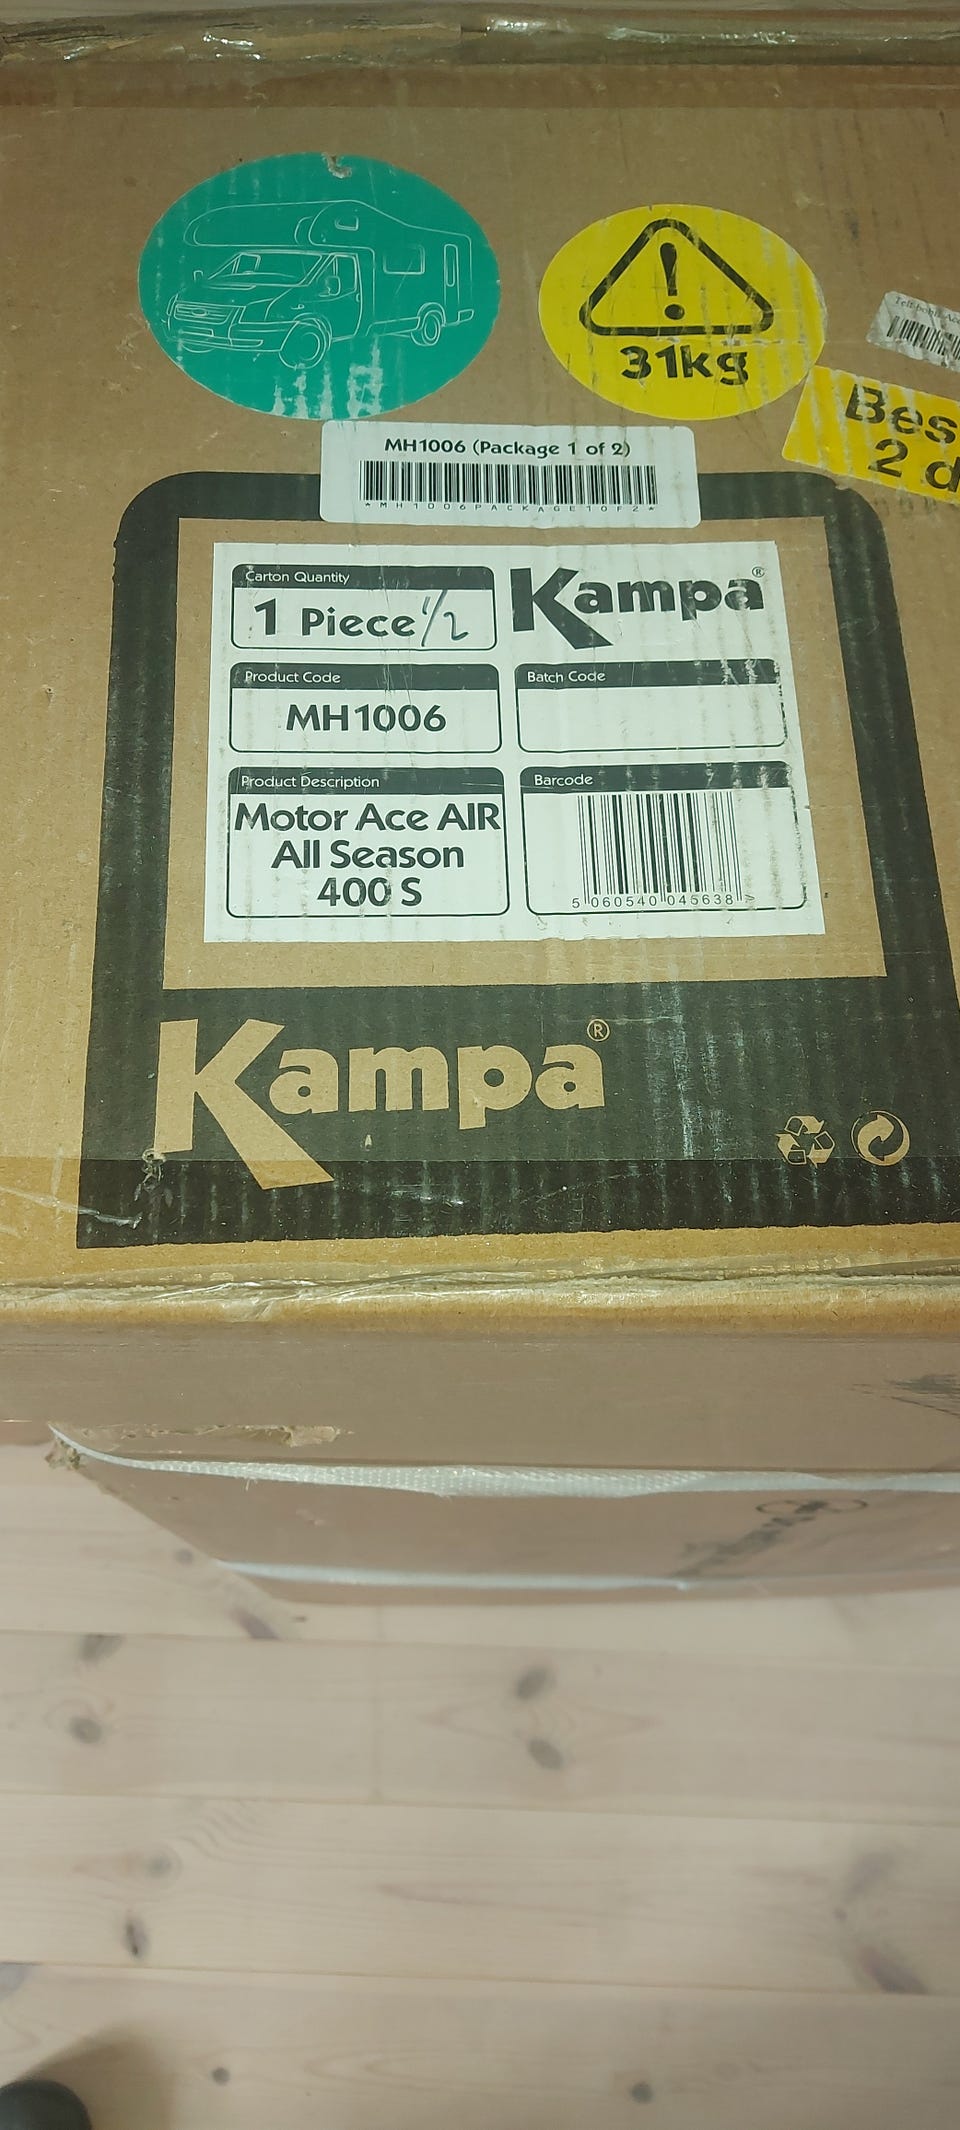 31kg
Bes
2 d
MH1006 (Package 1 of 2)
*MH1006PACKAGE1OF2*
Carton Quantity
1 Piece 1/2
Kampa®
Product Code
MH1006
Batch Code
Product Description
Motor Ace AIR
All Season
400 S
Barcode
5 060540 045638
Kampa®